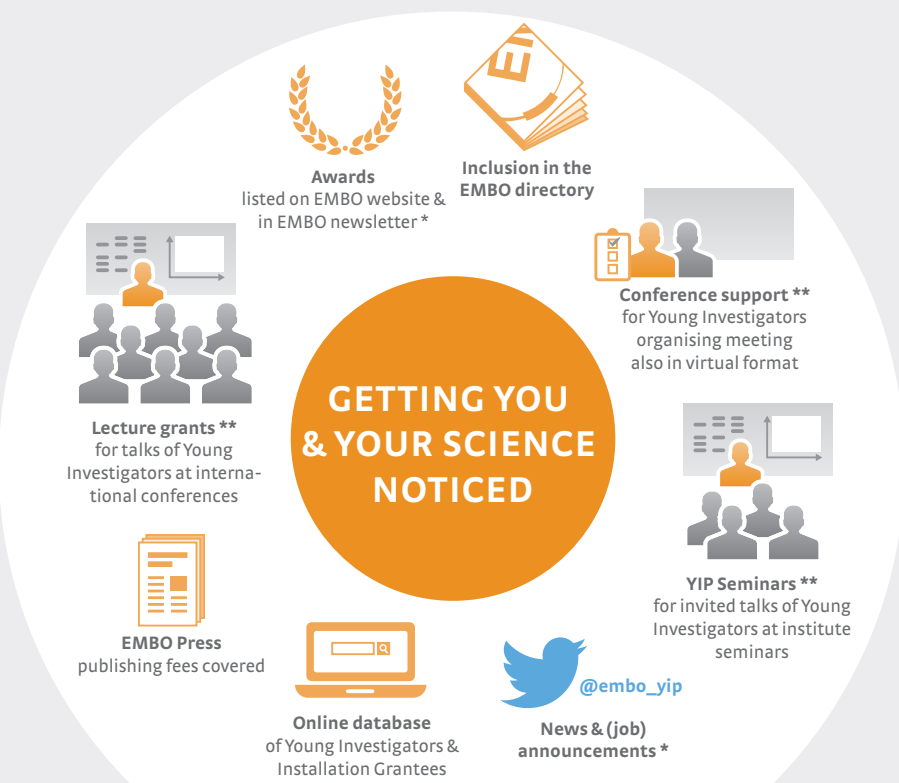 Awards
listed on EMBO website &
in EMBO newsletter *
Inclusion in the
EMBO directory
Conference support **
for Young Investigators
organising meeting
also in virtual format
GETTING YOU
& YOUR SCIENCE
NOTICED
Lecture grants **
for talks of Young
Investigators at interna-
tional conferences
YIP Seminars **
for invited talks of Young
Investigators at institute
seminars
EMBO Press
publishing fees covered
Online database
of Young Investigators &
Installation Grantees
@embo_yip
News & (job)
announcements *